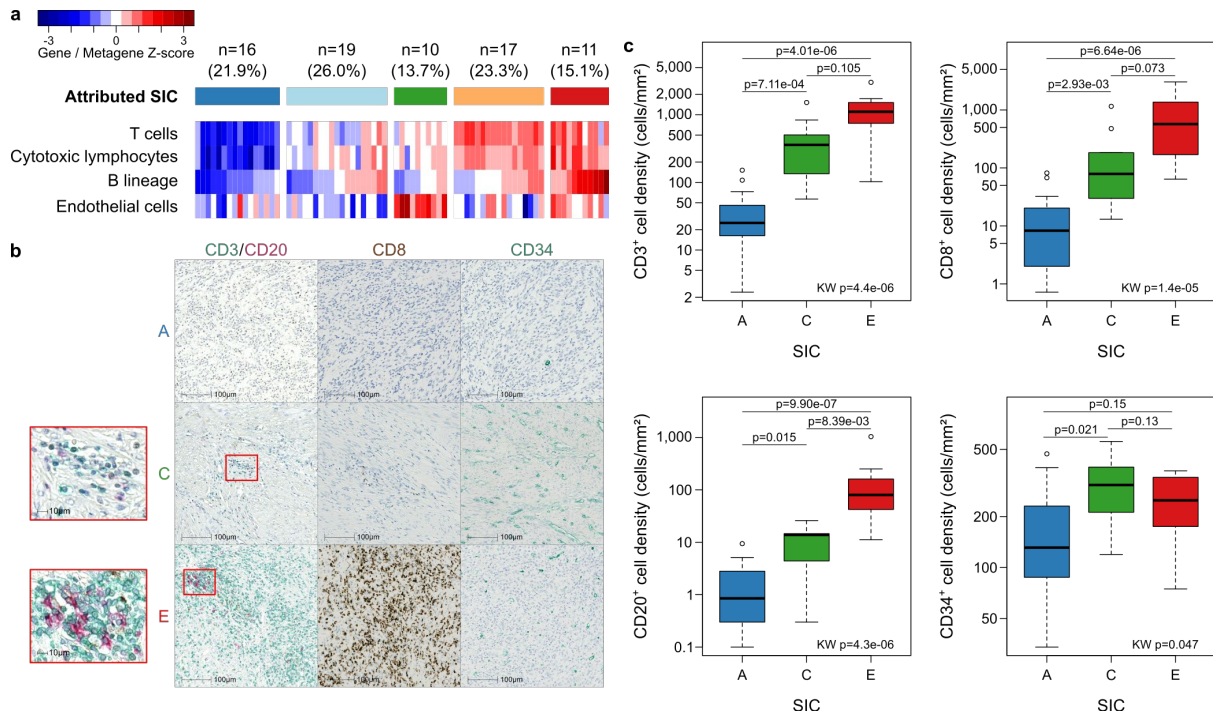 a
-3 0 3
Gene / Metagene Z-score
n=16 n=19 n=10 n=17 n=11
(21.9%) (26.0%) (13.7%) (23.3%) (15.1%)
Attributed SIC
T cells
Cytotoxic lymphocytes
B lineage
Endothelial cells
b
CD3/CD20 CD8 CD34
A
100µm 100µm 100µm
C
10µm
100µm 100µm 100µm
E
10µm
100µm 100µm 100µm
c
CD3⁺ cell density (cells/mm²)
5,000
2,000
1,000
500
200
100
50
20
10
5
2
p=4.01e-06
p=0.105
p=7.11e-04
KW p=4.4e-06
A C E
SIC
CD8⁺ cell density (cells/mm²)
5,000
1,000
500
100
50
10
5
1
p=6.64e-06
p=0.073
p=2.93e-03
KW p=1.4e-05
A C E
SIC
CD20⁺ cell density (cells/mm²)
1,000
100
10
1
0.1
p=9.90e-07
p=8.39e-03
p=0.015
KW p=4.3e-06
A C E
SIC
CD34⁺ cell density (cells/mm²)
500
200
100
50
p=0.15
p=0.13
p=0.021
KW p=0.047
A C E
SIC